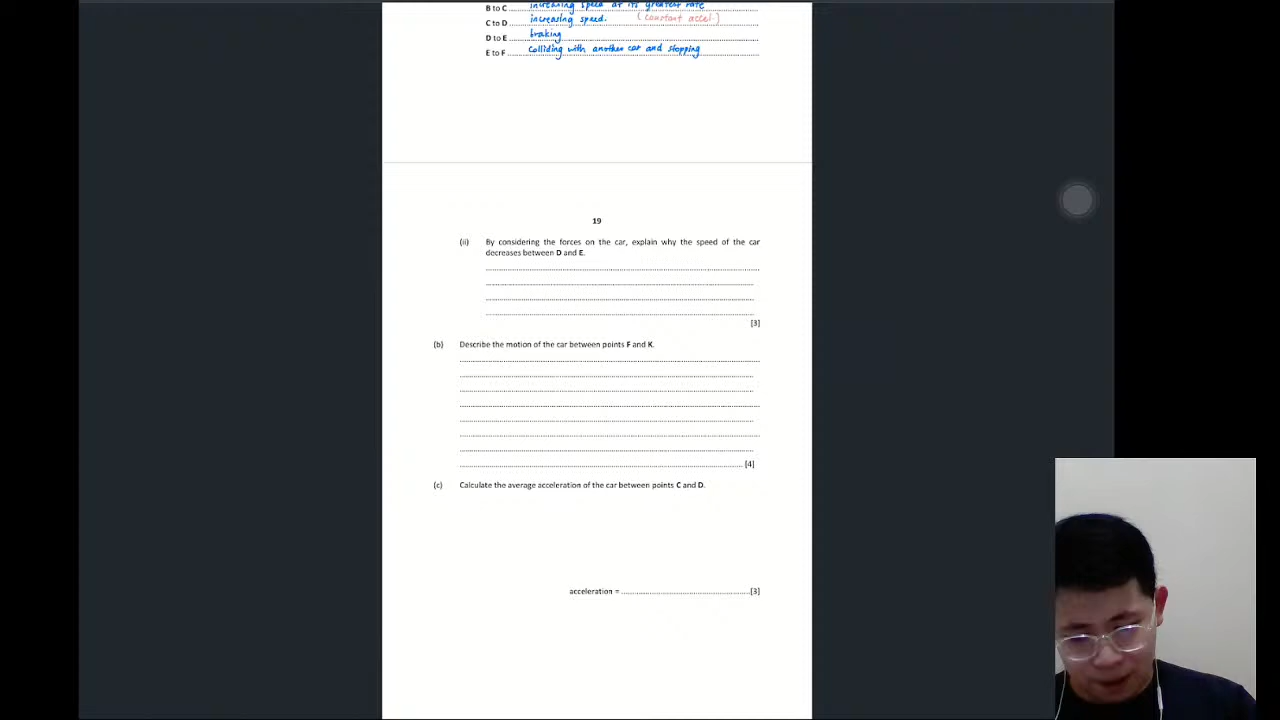 B to C increasing speed at its greatest rate
C to D increasing speed. (constant accel.)
D to E braking
E to F colliding with another car and stopping
19
(ii) By considering the forces on the car, explain why the speed of the car
decreases between D and E.
[3]
(b) Describe the motion of the car between points F and K.
[4]
(c) Calculate the average acceleration of the car between points C and D.
acceleration = [3]